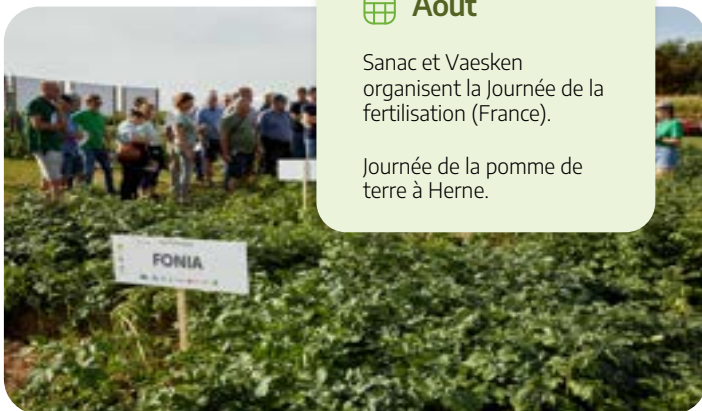 Août
Sanac et Vaesken
organisent la Journée de la
fertilisation (France).
Journée de la pomme de
terre à Herne.
FONIA